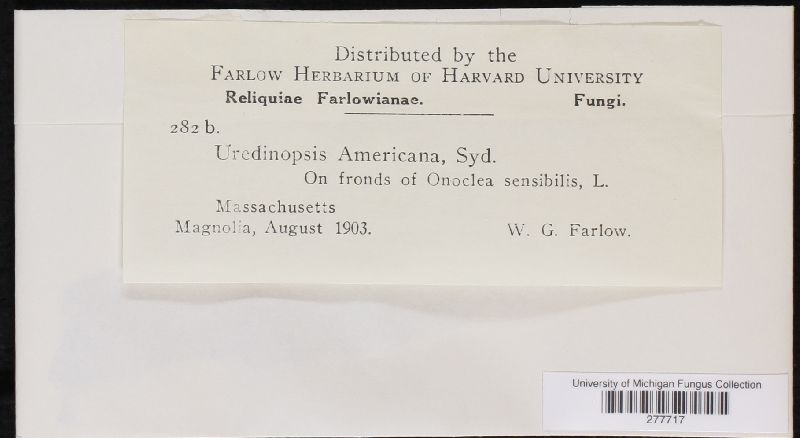 Distributed by the
Farlow Herbarium of Harvard University
Reliquiae Farlowianae. Fungi.
282 b.
Uredinopsis Americana, Syd.
On fronds of Onoclea sensibilis, L.
Massachusetts
Magnolia, August 1903. W. G. Farlow.
University of Michigan Fungus Collection
277717